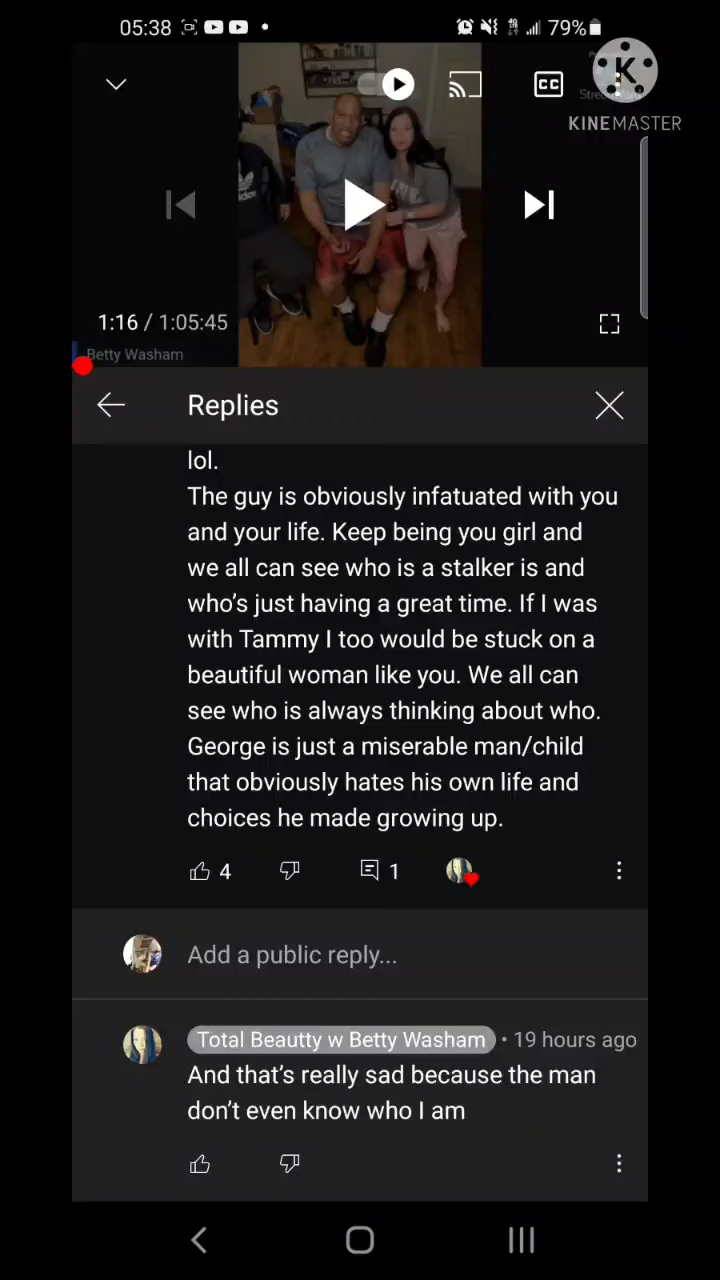 05:38
79%
CC
KINEMASTER
K
1:16 / 1:05:45
Betty Washam
Replies
lol.
The guy is obviously infatuated with you
and your life. Keep being you girl and
we all can see who is a stalker is and
who's just having a great time. If I was
with Tammy I too would be stuck on a
beautiful woman like you. We all can
see who is always thinking about who.
George is just a miserable man/child
that obviously hates his own life and
choices he made growing up.
4
1
Add a public reply...
Total Beautty w Betty Washam • 19 hours ago
And that's really sad because the man
don't even know who I am